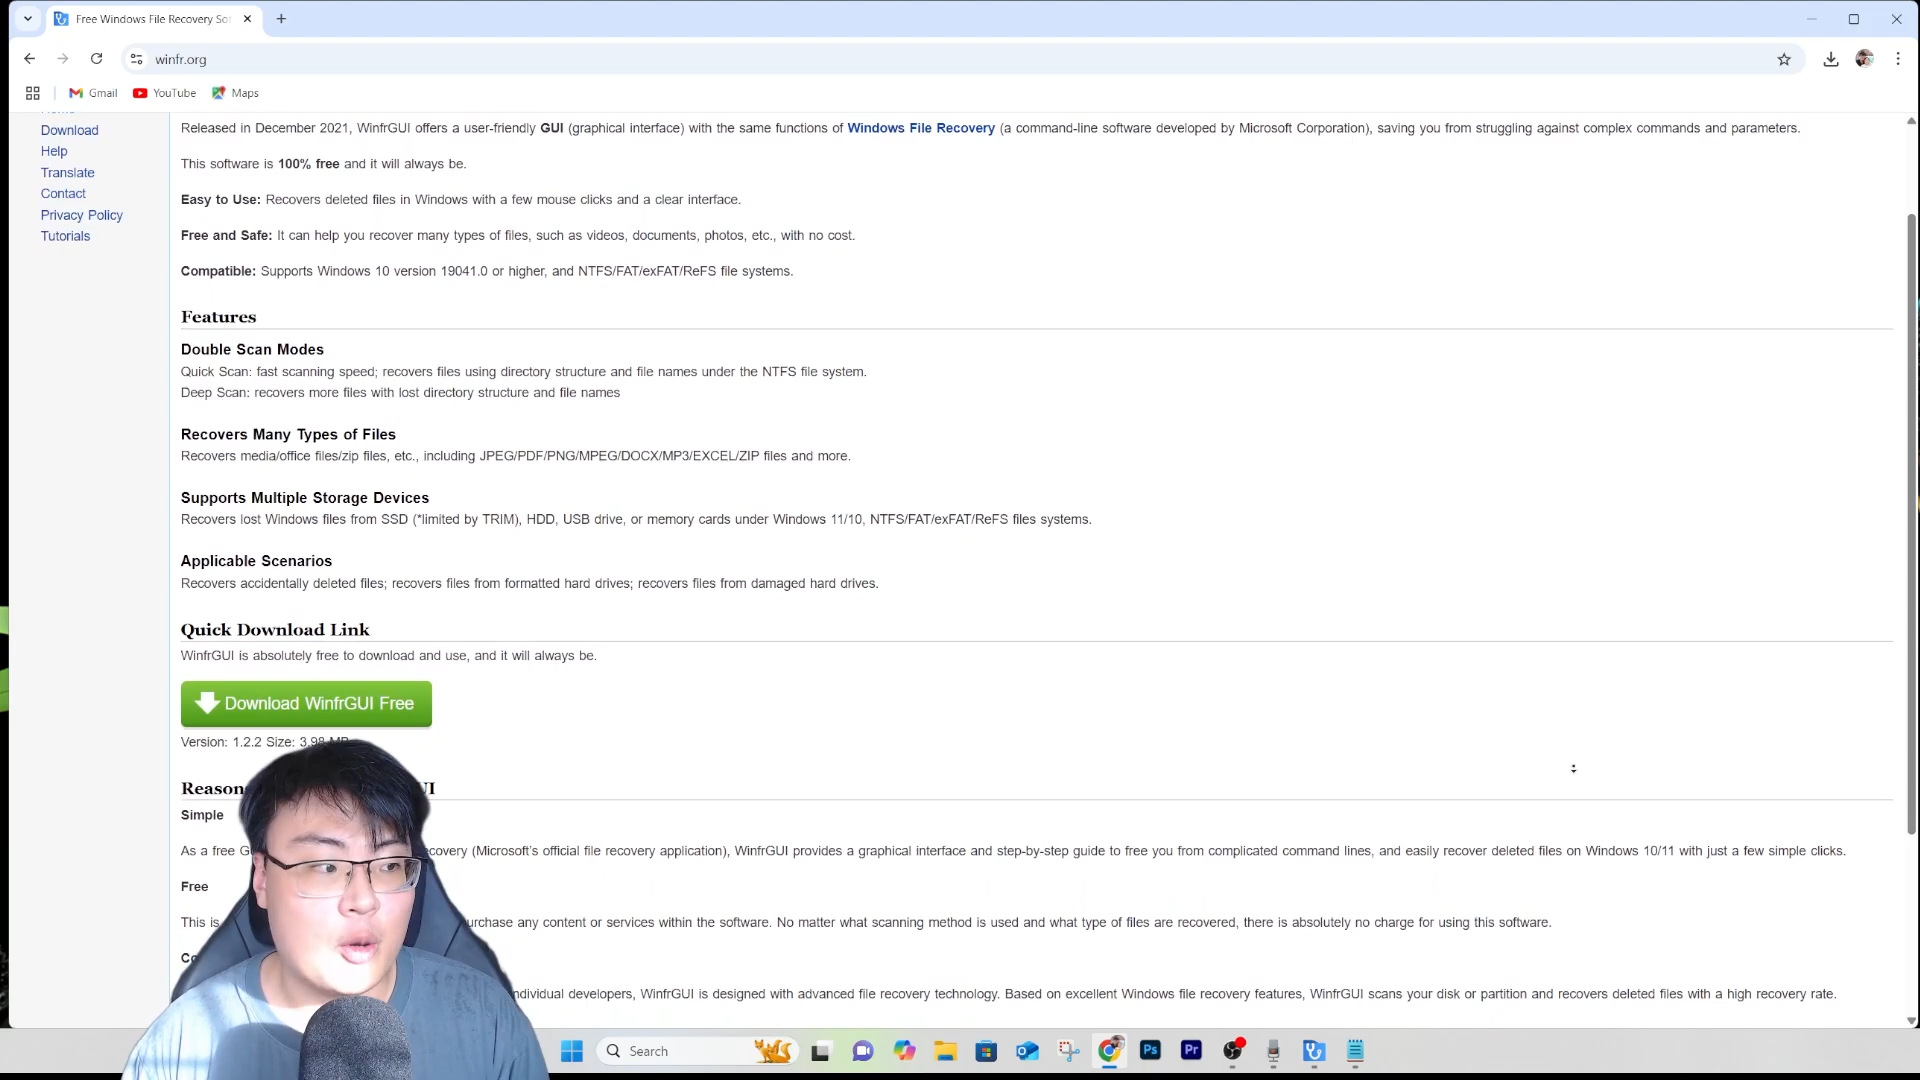 Free Windows File Recovery So
winfr.org
Gmail
YouTube
Maps
Download
Help
Translate
Contact
Privacy Policy
Tutorials
Released in December 2021, WinfrGUI offers a user-friendly GUI (graphical interface) with the same functions of Windows File Recovery (a command-line software developed by Microsoft Corporation), saving you from struggling against complex commands and parameters.
This software is 100% free and it will always be.
Easy to Use: Recovers deleted files in Windows with a few mouse clicks and a clear interface.
Free and Safe: It can help you recover many types of files, such as videos, documents, photos, etc., with no cost.
Compatible: Supports Windows 10 version 19041.0 or higher, and NTFS/FAT/exFAT/ReFS file systems.
Features
Double Scan Modes
Quick Scan: fast scanning speed; recovers files using directory structure and file names under the NTFS file system.
Deep Scan: recovers more files with lost directory structure and file names
Recovers Many Types of Files
Recovers media/office files/zip files, etc., including JPEG/PDF/PNG/MPEG/DOCX/MP3/EXCEL/ZIP files and more.
Supports Multiple Storage Devices
Recovers lost Windows files from SSD (*limited by TRIM), HDD, USB drive, or memory cards under Windows 11/10, NTFS/FAT/exFAT/ReFS files systems.
Applicable Scenarios
Recovers accidentally deleted files; recovers files from formatted hard drives; recovers files from damaged hard drives.
Quick Download Link
WinfrGUI is absolutely free to download and use, and it will always be.
Download WinfrGUI Free
Version: 1.2.2 Size: 3.98 MB
Reason UI
Simple
As a free G ecovery (Microsoft's official file recovery application), WinfrGUI provides a graphical interface and step-by-step guide to free you from complicated command lines, and easily recover deleted files on Windows 10/11 with just a few simple clicks.
Free
This is urchase any content or services within the software. No matter what scanning method is used and what type of files are recovered, there is absolutely no charge for using this software.
Co
ndividual developers, WinfrGUI is designed with advanced file recovery technology. Based on excellent Windows file recovery features, WinfrGUI scans your disk or partition and recovers deleted files with a high recovery rate.
Search
Ps
Pr